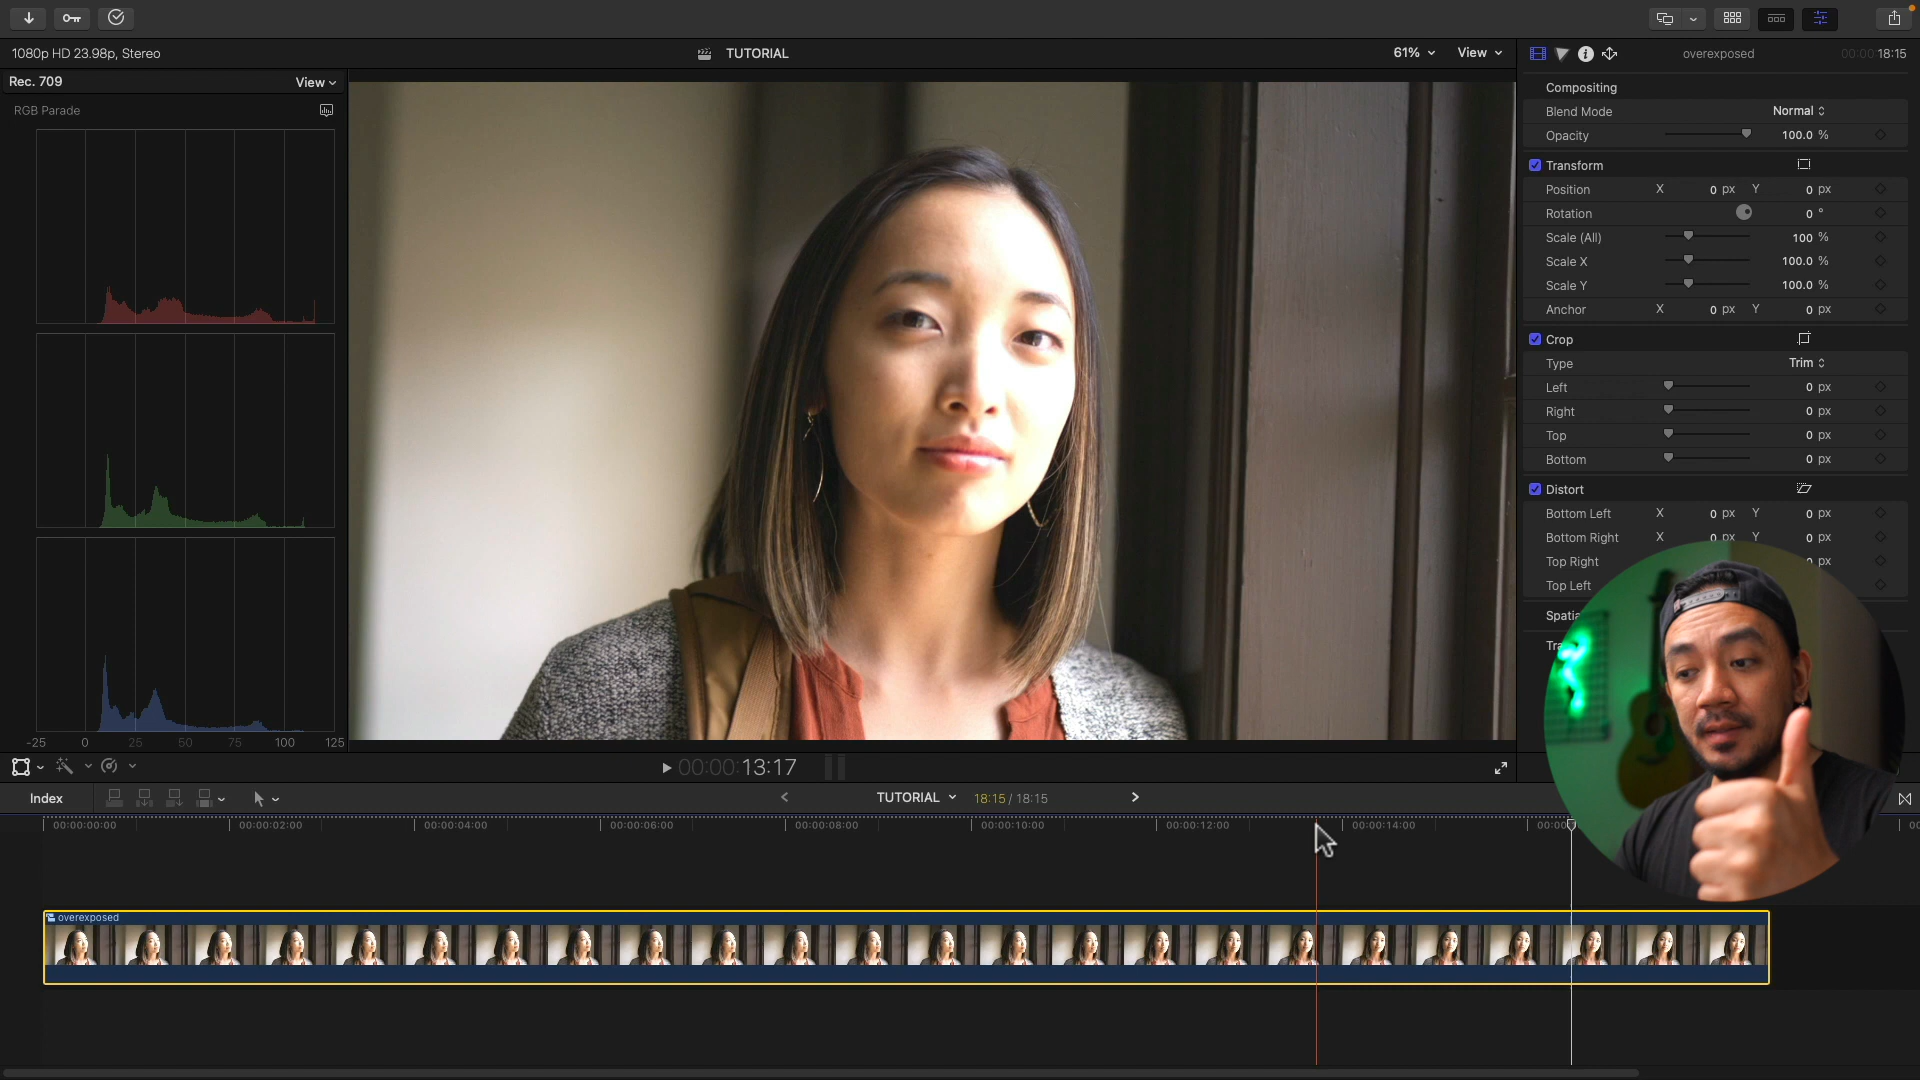 1080p HD 23.98p, Stereo
TUTORIAL
61%
View
overexposed
00:00:18:15
Rec. 709
View
RGB Parade
-25 0 25 50 75 100 125
Compositing
Blend Mode Normal
Opacity 100.0 %
Transform
Position X 0 px Y 0 px
Rotation 0 °
Scale (All) 100 %
Scale X 100.0 %
Scale Y 100.0 %
Anchor X 0 px Y 0 px
Crop
Type Trim
Left 0 px
Right 0 px
Top 0 px
Bottom 0 px
Distort
Bottom Left X 0 px Y 0 px
Bottom Right X 0 px Y 0 px
Top Right px
Top Left
00:00:13:17
Index
TUTORIAL
18:15 / 18:15
00:00:00:00
00:00:02:00
00:00:04:00
00:00:06:00
00:00:08:00
00:00:10:00
00:00:12:00
00:00:14:00
overexposed